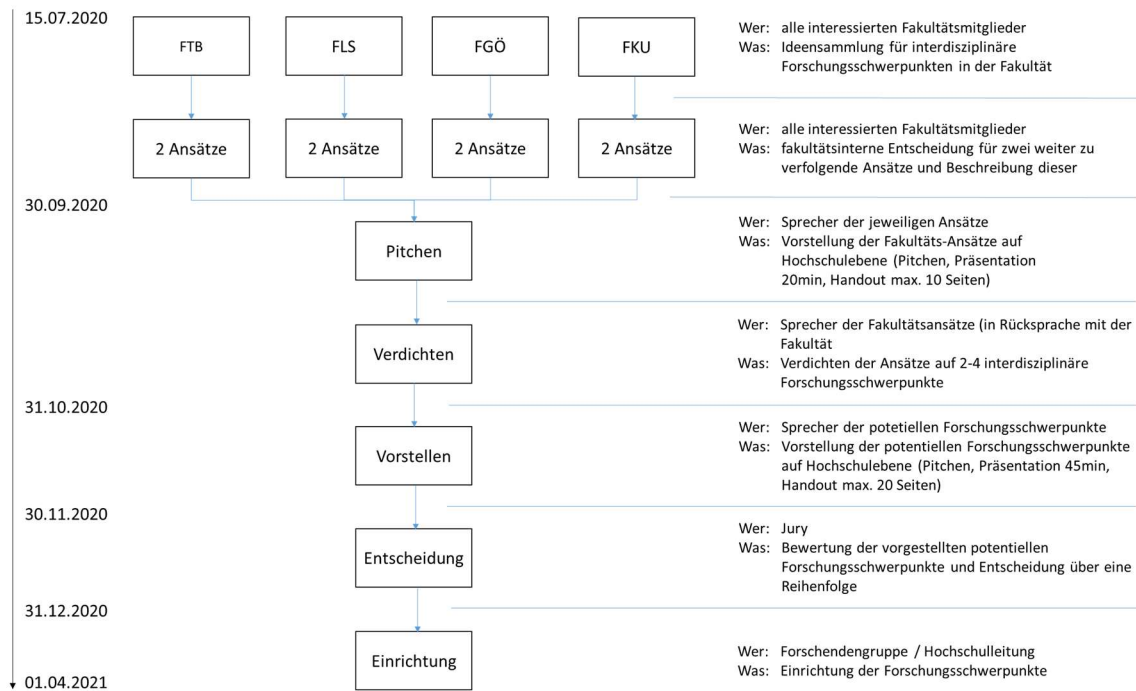 15.07.2020
FTB
FLS
FGÖ
FKU
Wer: alle interessierten Fakultätsmitglieder
Was: Ideensammlung für interdisziplinäre
Forschungsschwerpunkten in der Fakultät
2 Ansätze
2 Ansätze
2 Ansätze
2 Ansätze
Wer: alle interessierten Fakultätsmitglieder
Was: fakultätsinterne Entscheidung für zwei weiter zu
verfolgende Ansätze und Beschreibung dieser
30.09.2020
Pitchen
Wer: Sprecher der jeweiligen Ansätze
Was: Vorstellung der Fakultäts-Ansätze auf
Hochschulebene (Pitchen, Präsentation
20min, Handout max. 10 Seiten)
Verdichten
Wer: Sprecher der Fakultätsansätze (in Rücksprache mit der
Fakultät
Was: Verdichten der Ansätze auf 2-4 interdisziplinäre
Forschungsschwerpunkte
31.10.2020
Vorstellen
Wer: Sprecher der potetiellen Forschungsschwerpunkte
Was: Vorstellung der potentiellen Forschungsschwerpunkte
auf Hochschulebene (Pitchen, Präsentation 45min,
Handout max. 20 Seiten)
30.11.2020
Entscheidung
Wer: Jury
Was: Bewertung der vorgestellten potentiellen
Forschungsschwerpunkte und Entscheidung über eine
Reihenfolge
31.12.2020
Einrichtung
Wer: Forschendengruppe / Hochschulleitung
Was: Einrichtung der Forschungsschwerpunkte
01.04.2021